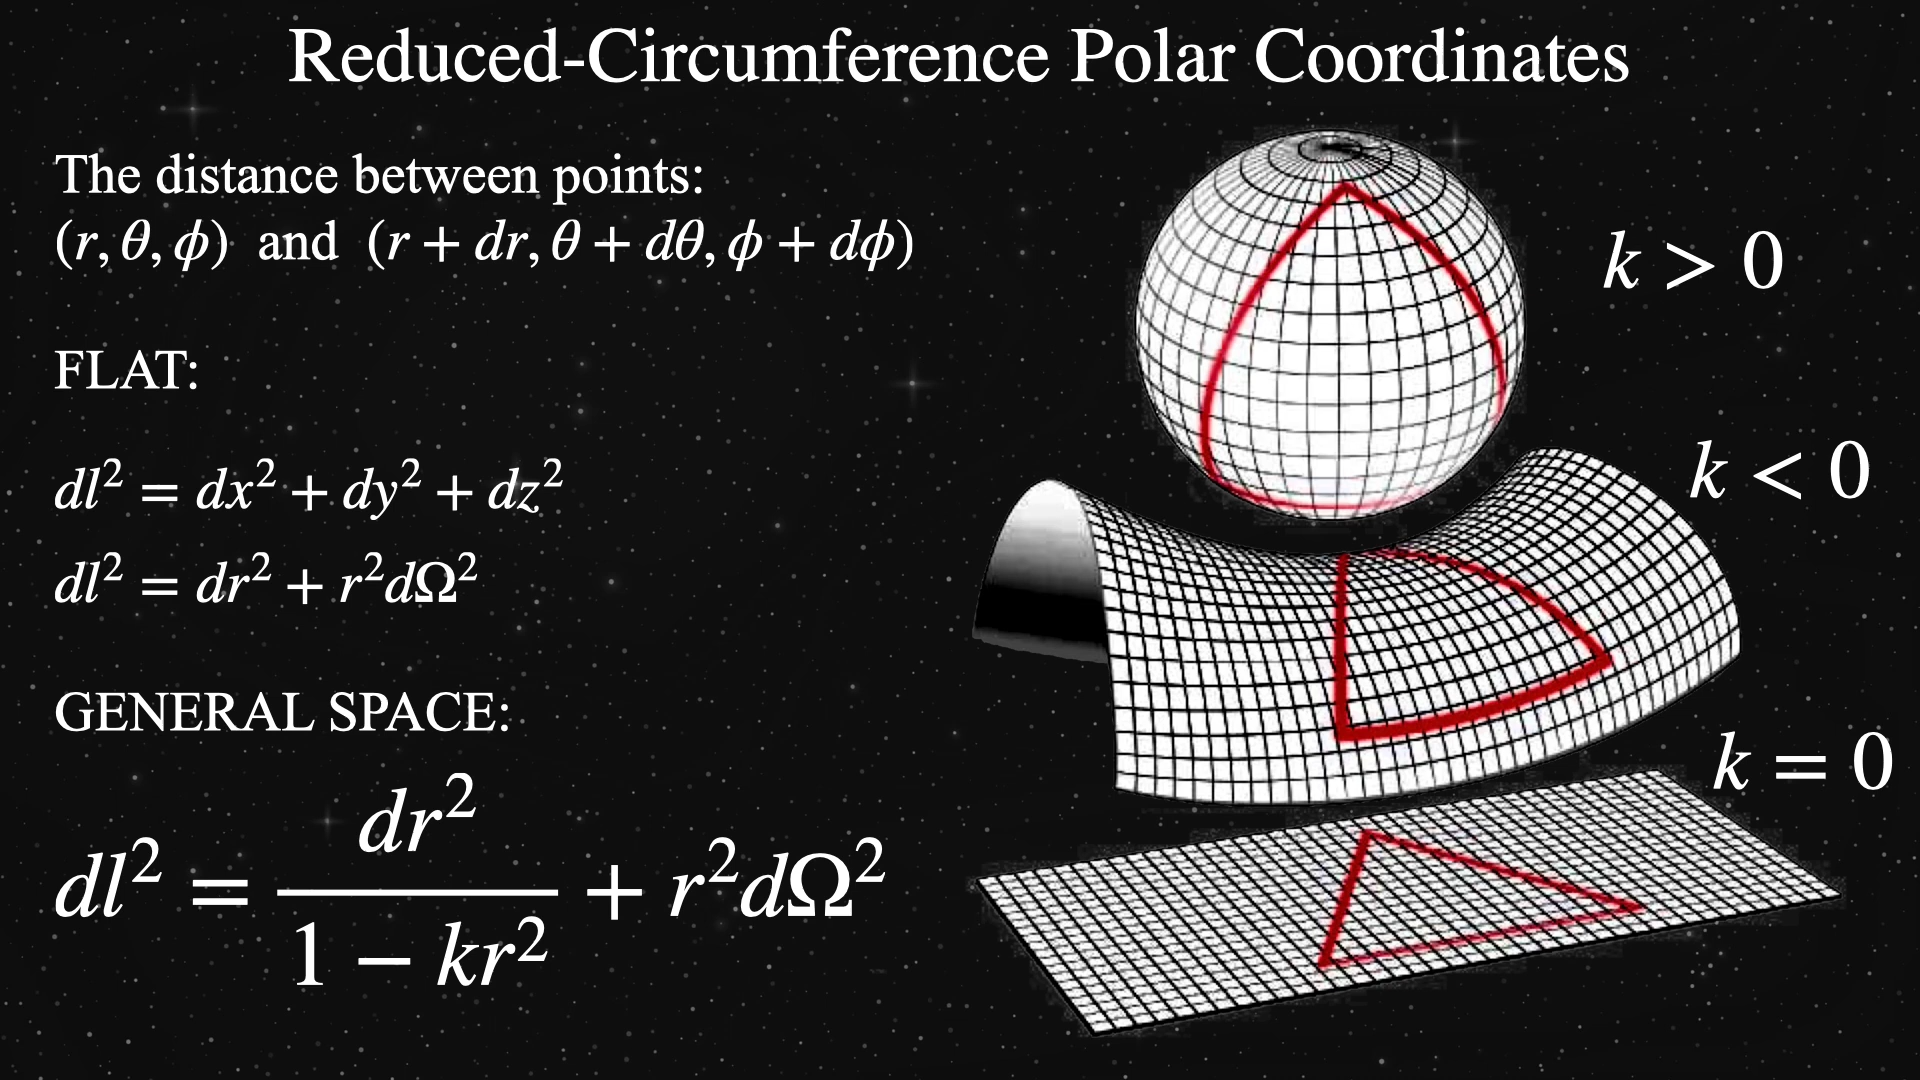 Reduced-Circumference Polar Coordinates
The distance between points:
(r, θ, ϕ) and (r + dr, θ + dθ, ϕ + dϕ)
FLAT:
dl² = dx² + dy² + dz²
dl² = dr² + r²dΩ²
GENERAL SPACE:
dl² = dr² / (1 − kr²) + r²dΩ²
k > 0
k < 0
k = 0